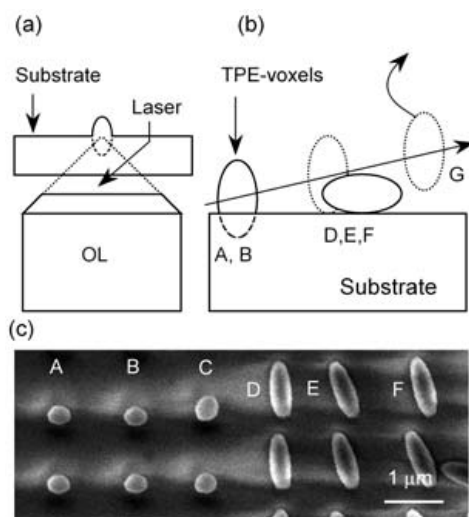 (a)
(b)
Substrate
Laser
TPE-voxels
OL
G
A, B
D,E,F
Substrate
(c)
A
B
C
D
E
F
1 μm